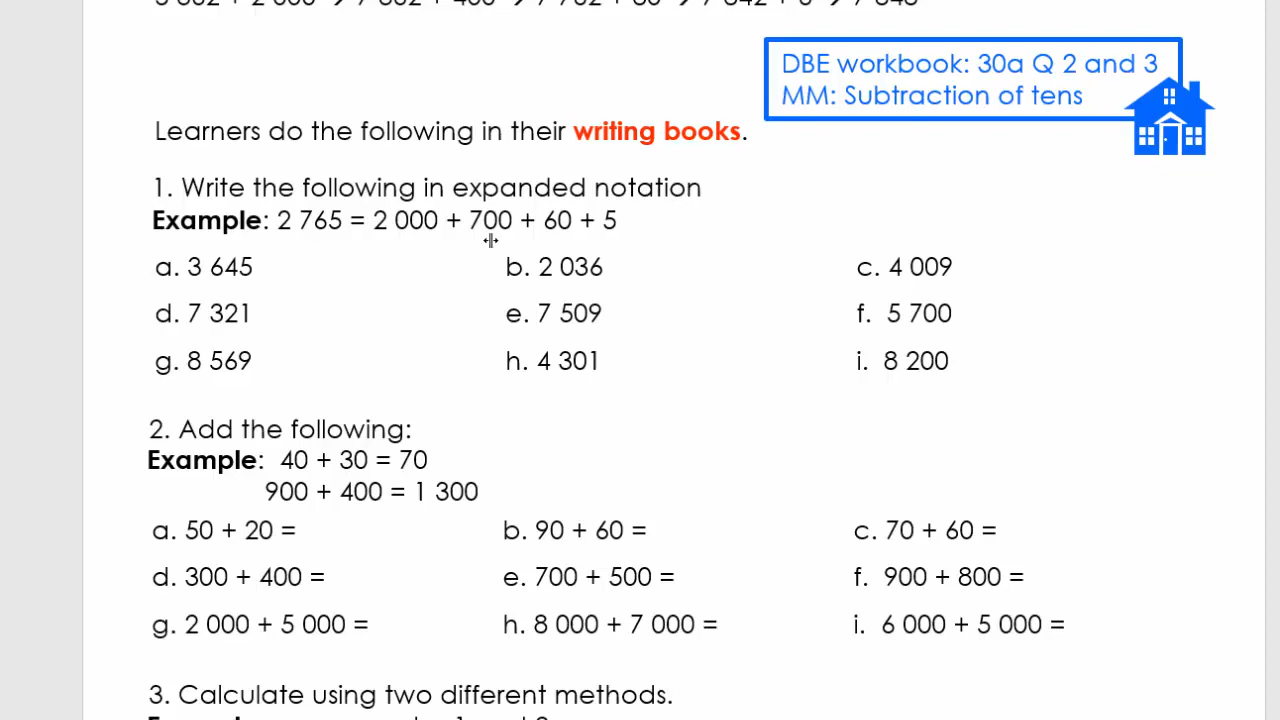 DBE workbook: 30a Q 2 and 3
MM: Subtraction of tens
Learners do the following in their writing books.
1. Write the following in expanded notation
Example: 2 765 = 2 000 + 700 + 60 + 5
a. 3 645 b. 2 036 c. 4 009
d. 7 321 e. 7 509 f. 5 700
g. 8 569 h. 4 301 i. 8 200
2. Add the following:
Example: 40 + 30 = 70
900 + 400 = 1 300
a. 50 + 20 = b. 90 + 60 = c. 70 + 60 =
d. 300 + 400 = e. 700 + 500 = f. 900 + 800 =
g. 2 000 + 5 000 = h. 8 000 + 7 000 = i. 6 000 + 5 000 =
3. Calculate using two different methods.